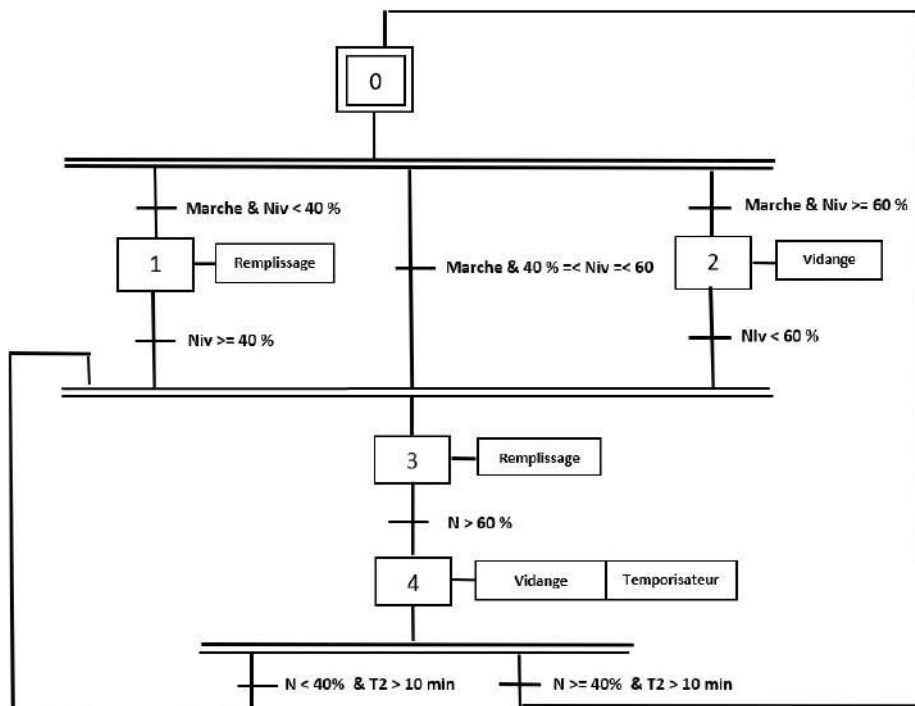 0
Marche & Niv < 40 %
Marche & Niv >= 60 %
1
Remplissage
Marche & 40 % =< Niv =< 60
2
Vidange
Niv >= 40 %
NIv < 60 %
3
Remplissage
N > 60 %
4
Vidange
Temporisateur
N < 40% & T2 > 10 min
N >= 40% & T2 > 10 min